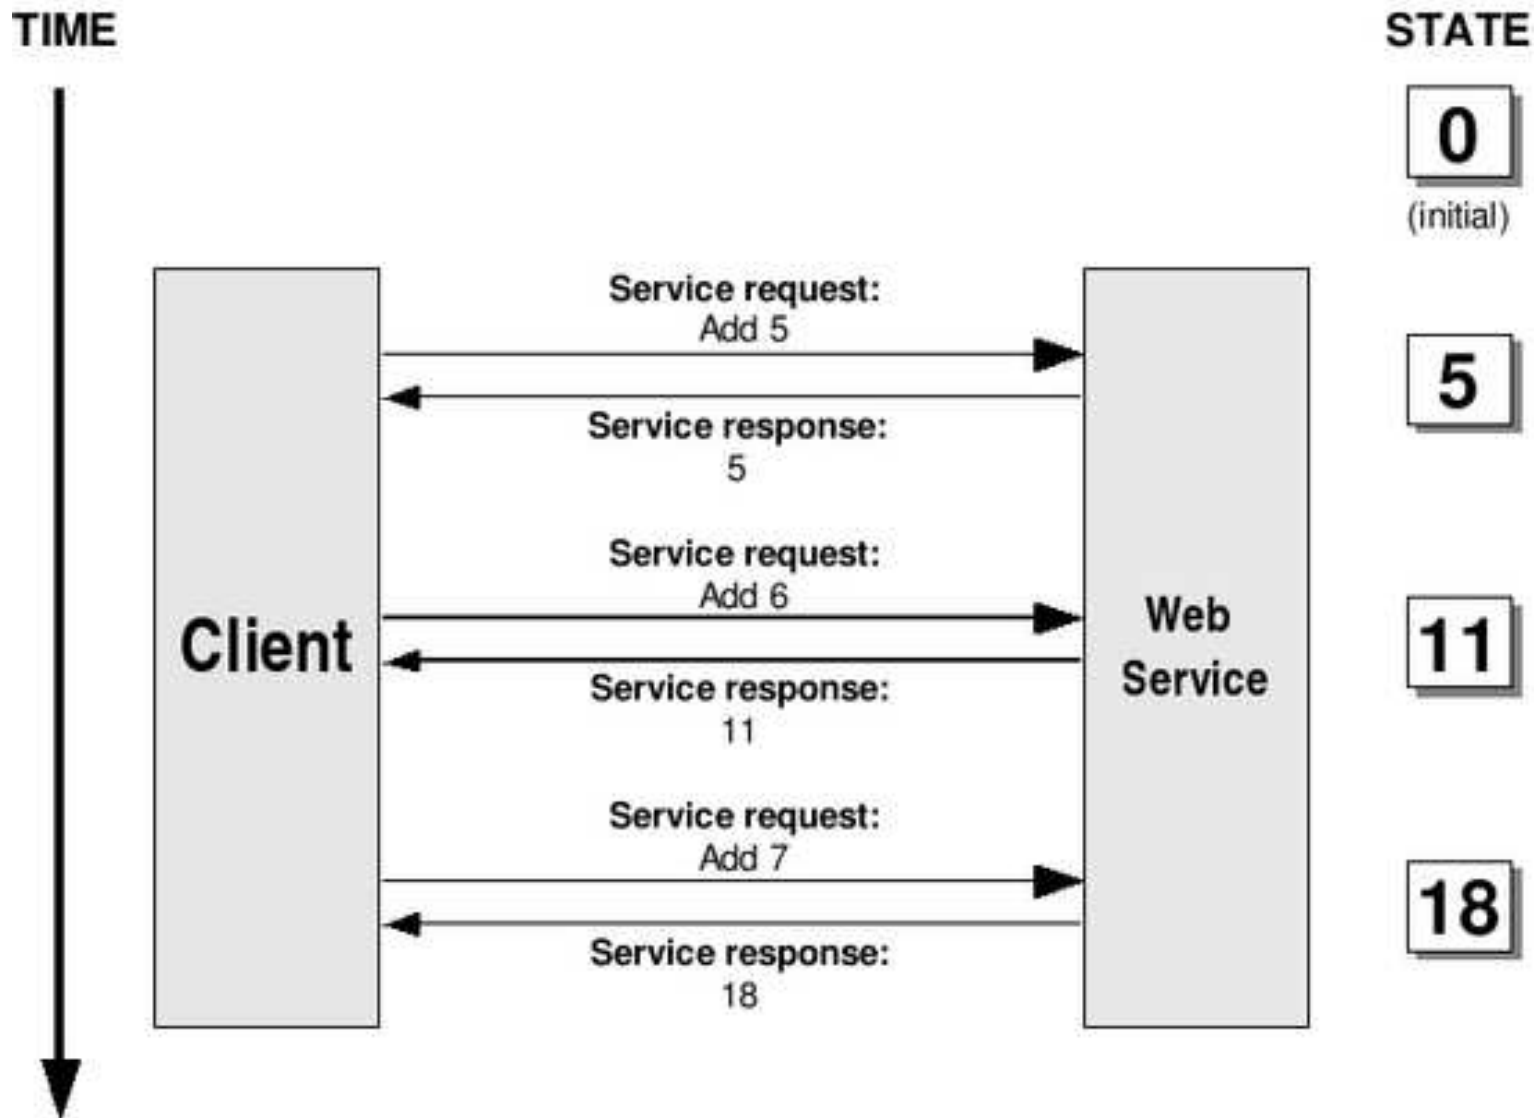 TIME
STATE
0
(initial)
Service request:
Add 5
5
Service response:
5
Service request:
Add 6
Client
Web
Service
11
Service response:
11
Service request:
Add 7
18
Service response:
18